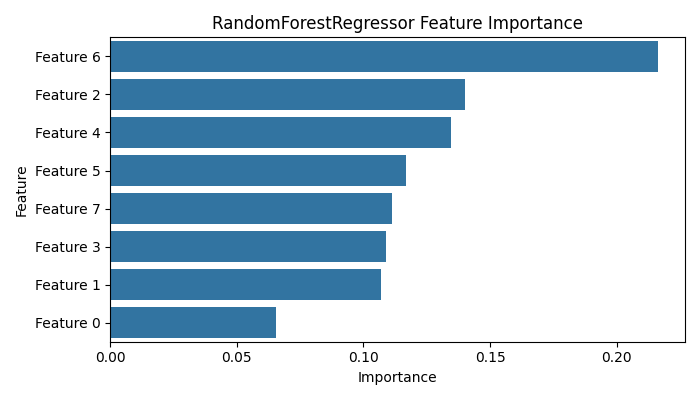 RandomForestRegressor Feature Importance
Feature 6
Feature 2
Feature 4
Feature 5
Feature 7
Feature 3
Feature 1
Feature 0
Feature
0.00 0.05 0.10 0.15 0.20
Importance